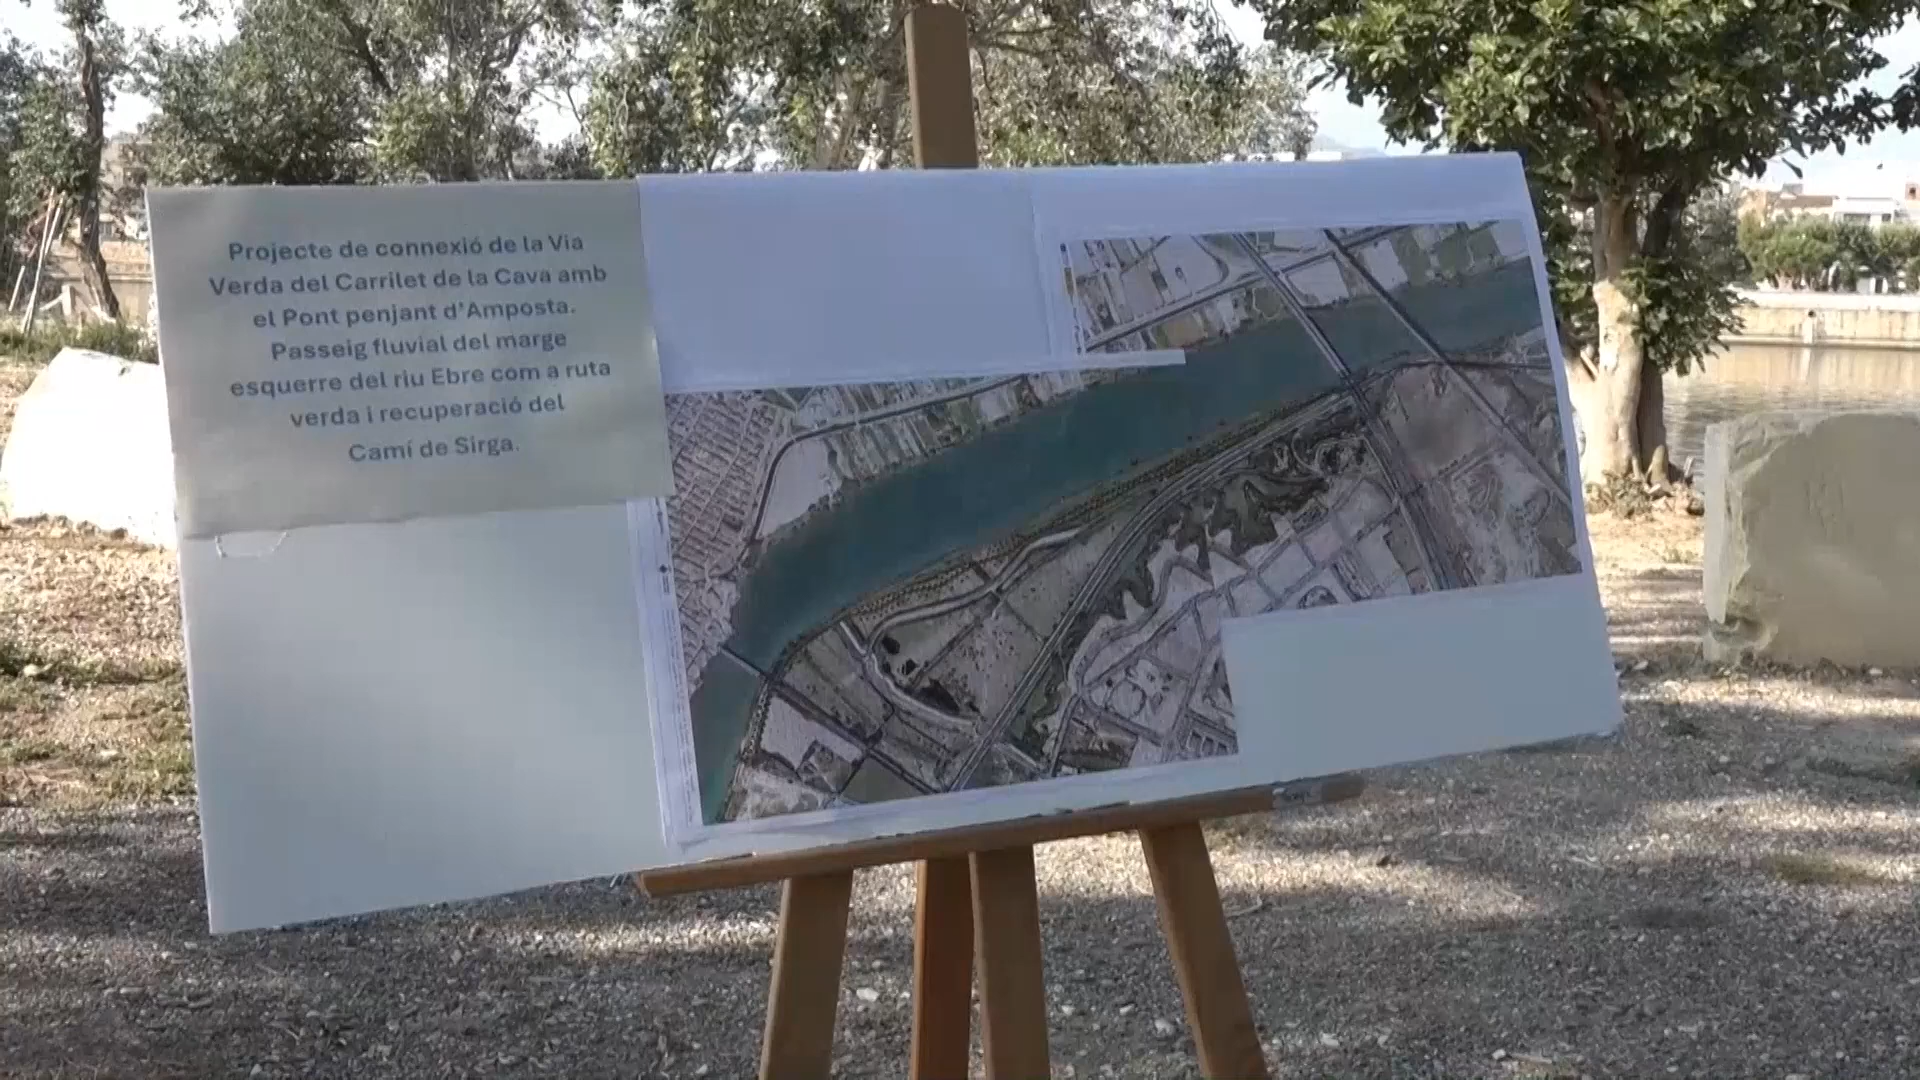 Projecte de connexió de la Via
Verda del Carrilet de la Cava amb
el Pont penjant d'Amposta.
Passeig fluvial del marge
esquerre del riu Ebre com a ruta
verda i recuperació del
Camí de Sirga.